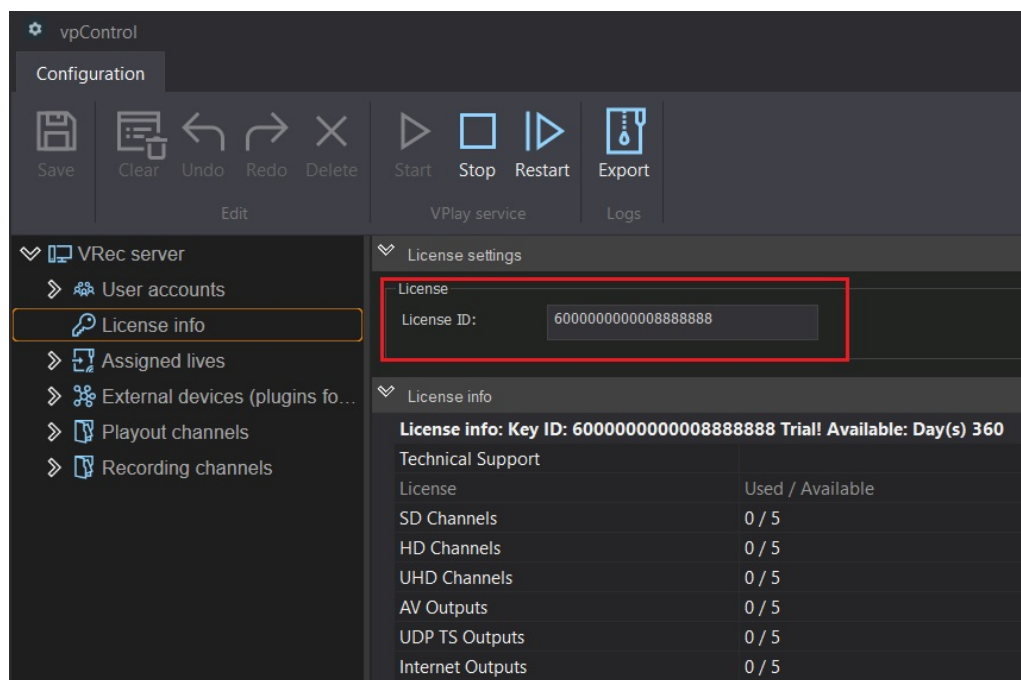 vpControl
Configuration
Save
Clear
Undo
Redo
Delete
Start
Stop
Restart
Export
Edit
VPlay service
Logs
VRec server
User accounts
License info
Assigned lives
External devices (plugins fo...
Playout channels
Recording channels
License settings
License
License ID: 6000000000008888888
License info
License info: Key ID: 6000000000008888888 Trial! Available: Day(s) 360
Technical Support
License Used / Available
SD Channels 0 / 5
HD Channels 0 / 5
UHD Channels 0 / 5
AV Outputs 0 / 5
UDP TS Outputs 0 / 5
Internet Outputs 0 / 5